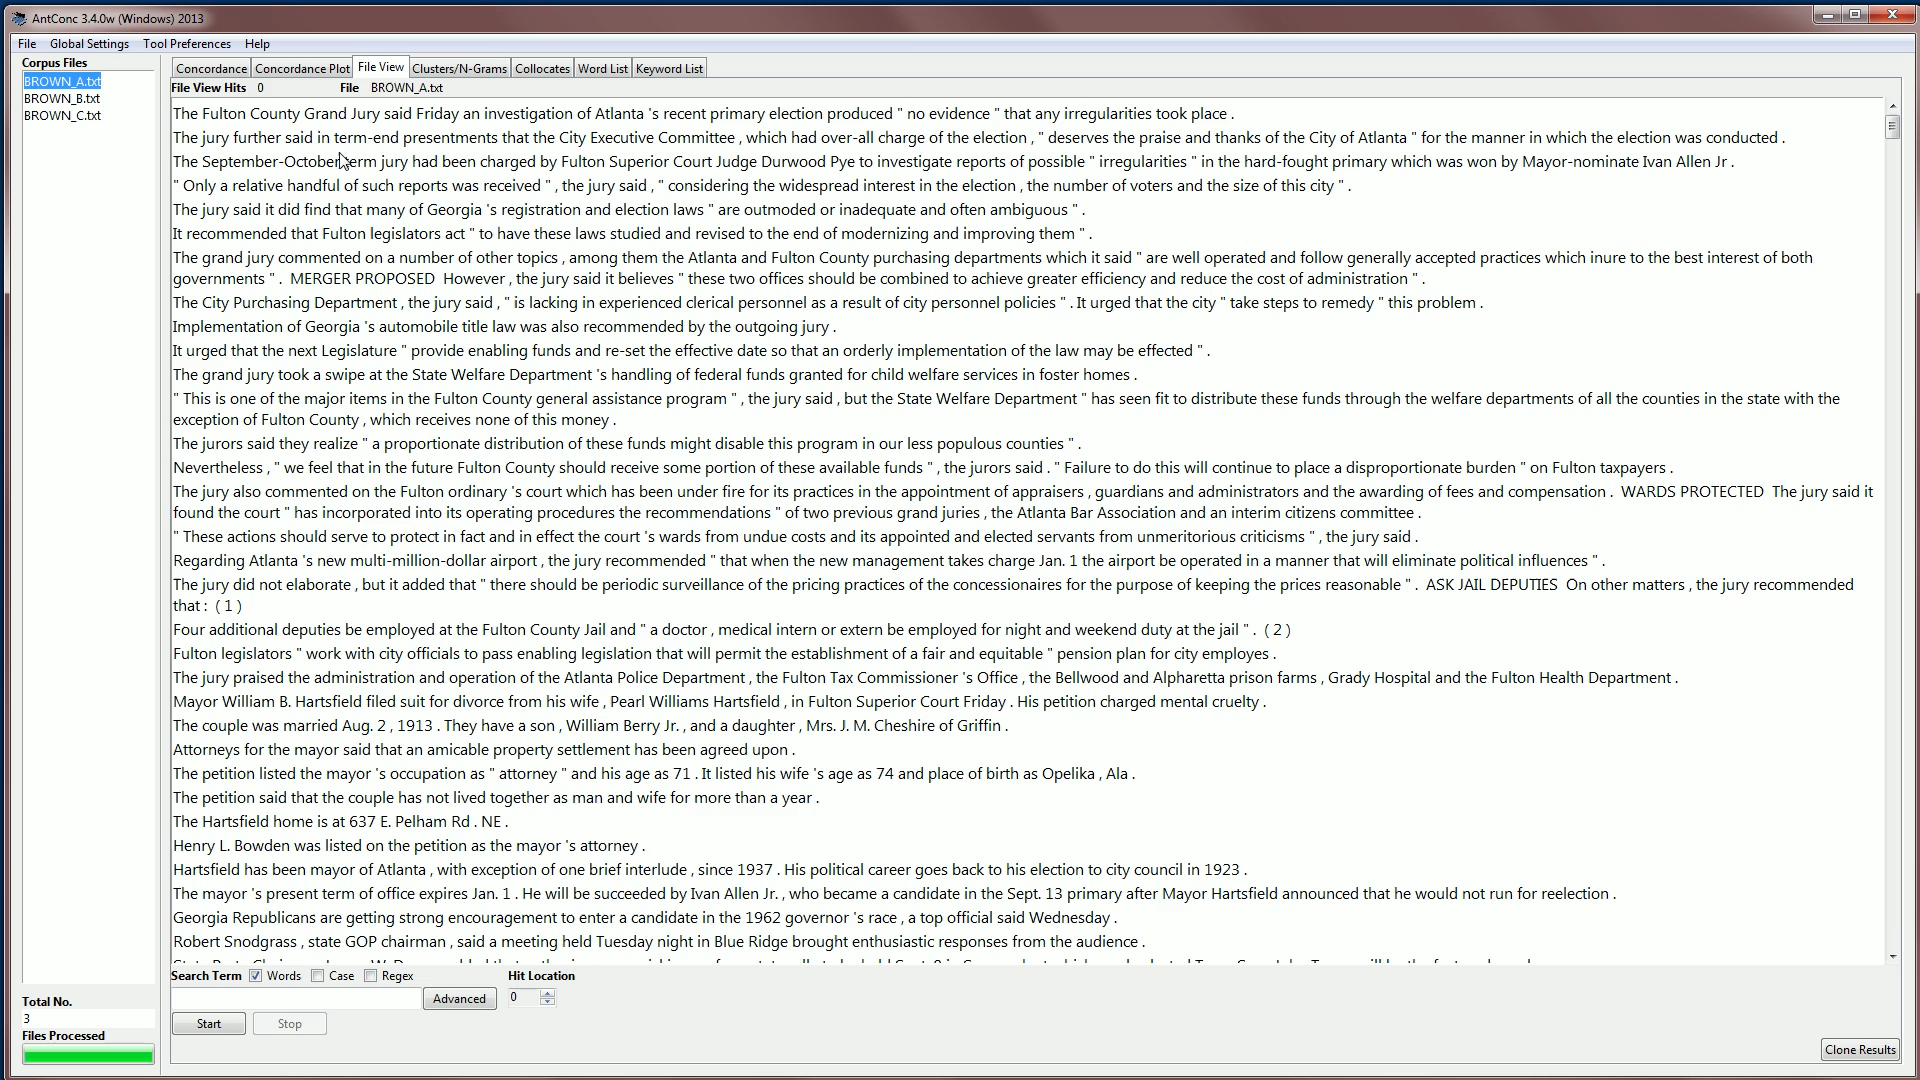 AntConc 3.4.0w (Windows) 2013
File Global Settings Tool Preferences Help
Corpus Files
BROWN_A.txt
BROWN_B.txt
BROWN_C.txt
Concordance Concordance Plot File View Clusters/N-Grams Collocates Word List Keyword List
File View Hits 0 File BROWN_A.txt
The Fulton County Grand Jury said Friday an investigation of Atlanta 's recent primary election produced " no evidence " that any irregularities took place .
The jury further said in term-end presentments that the City Executive Committee , which had over-all charge of the election , " deserves the praise and thanks of the City of Atlanta " for the manner in which the election was conducted .
The September-October term jury had been charged by Fulton Superior Court Judge Durwood Pye to investigate reports of possible " irregularities " in the hard-fought primary which was won by Mayor-nominate Ivan Allen Jr .
" Only a relative handful of such reports was received " , the jury said , " considering the widespread interest in the election , the number of voters and the size of this city " .
The jury said it did find that many of Georgia 's registration and election laws " are outmoded or inadequate and often ambiguous " .
It recommended that Fulton legislators act " to have these laws studied and revised to the end of modernizing and improving them " .
The grand jury commented on a number of other topics , among them the Atlanta and Fulton County purchasing departments which it said " are well operated and follow generally accepted practices which inure to the best interest of both
governments " . MERGER PROPOSED However , the jury said it believes " these two offices should be combined to achieve greater efficiency and reduce the cost of administration " .
The City Purchasing Department , the jury said , " is lacking in experienced clerical personnel as a result of city personnel policies " . It urged that the city " take steps to remedy " this problem .
Implementation of Georgia 's automobile title law was also recommended by the outgoing jury .
It urged that the next Legislature " provide enabling funds and re-set the effective date so that an orderly implementation of the law may be effected " .
The grand jury took a swipe at the State Welfare Department 's handling of federal funds granted for child welfare services in foster homes .
" This is one of the major items in the Fulton County general assistance program " , the jury said , but the State Welfare Department " has seen fit to distribute these funds through the welfare departments of all the counties in the state with the
exception of Fulton County , which receives none of this money .
The jurors said they realize " a proportionate distribution of these funds might disable this program in our less populous counties " .
Nevertheless , " we feel that in the future Fulton County should receive some portion of these available funds " , the jurors said . " Failure to do this will continue to place a disproportionate burden " on Fulton taxpayers .
The jury also commented on the Fulton ordinary 's court which has been under fire for its practices in the appointment of appraisers , guardians and administrators and the awarding of fees and compensation . WARDS PROTECTED The jury said it
found the court " has incorporated into its operating procedures the recommendations " of two previous grand juries , the Atlanta Bar Association and an interim citizens committee .
" These actions should serve to protect in fact and in effect the court 's wards from undue costs and its appointed and elected servants from unmeritorious criticisms " , the jury said .
Regarding Atlanta 's new multi-million-dollar airport , the jury recommended " that when the new management takes charge Jan. 1 the airport be operated in a manner that will eliminate political influences " .
The jury did not elaborate , but it added that " there should be periodic surveillance of the pricing practices of the concessionaires for the purpose of keeping the prices reasonable " . ASK JAIL DEPUTIES On other matters , the jury recommended
that : ( 1 )
Four additional deputies be employed at the Fulton County Jail and " a doctor , medical intern or extern be employed for night and weekend duty at the jail " . ( 2 )
Fulton legislators " work with city officials to pass enabling legislation that will permit the establishment of a fair and equitable " pension plan for city employes .
The jury praised the administration and operation of the Atlanta Police Department , the Fulton Tax Commissioner 's Office , the Bellwood and Alpharetta prison farms , Grady Hospital and the Fulton Health Department .
Mayor William B. Hartsfield filed suit for divorce from his wife , Pearl Williams Hartsfield , in Fulton Superior Court Friday . His petition charged mental cruelty .
The couple was married Aug. 2 , 1913 . They have a son , William Berry Jr. , and a daughter , Mrs. J. M. Cheshire of Griffin .
Attorneys for the mayor said that an amicable property settlement has been agreed upon .
The petition listed the mayor 's occupation as " attorney " and his age as 71 . It listed his wife 's age as 74 and place of birth as Opelika , Ala .
The petition said that the couple has not lived together as man and wife for more than a year .
The Hartsfield home is at 637 E. Pelham Rd . NE .
Henry L. Bowden was listed on the petition as the mayor 's attorney .
Hartsfield has been mayor of Atlanta , with exception of one brief interlude , since 1937 . His political career goes back to his election to city council in 1923 .
The mayor 's present term of office expires Jan. 1 . He will be succeeded by Ivan Allen Jr. , who became a candidate in the Sept. 13 primary after Mayor Hartsfield announced that he would not run for reelection .
Georgia Republicans are getting strong encouragement to enter a candidate in the 1962 governor 's race , a top official said Wednesday .
Robert Snodgrass , state GOP chairman , said a meeting held Tuesday night in Blue Ridge brought enthusiastic responses from the audience .
Search Term Words Case Regex Hit Location
Advanced 0
Start Stop
Total No.
3
Files Processed
Clone Results